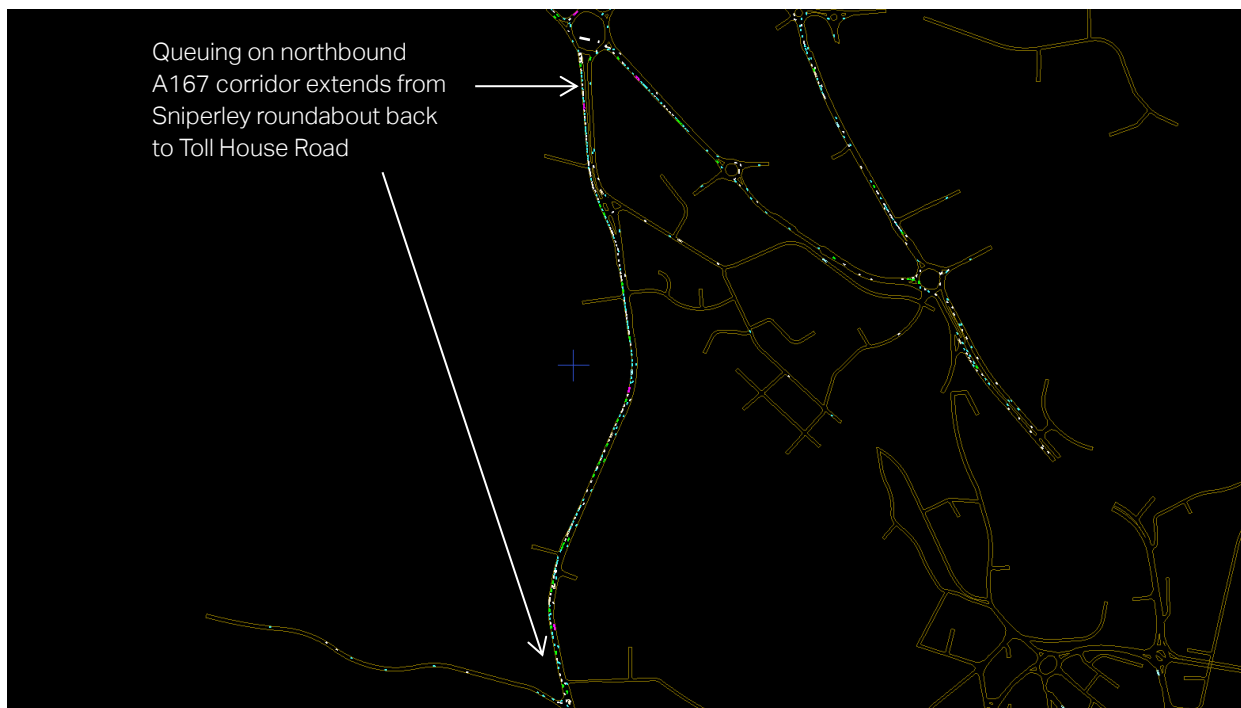 Queuing on northbound
A167 corridor extends from
Sniperley roundabout back
to Toll House Road